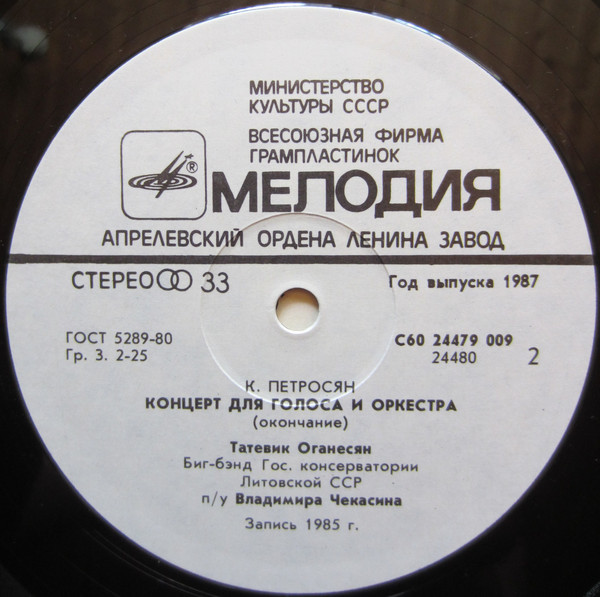 МИНИСТЕРСТВО
КУЛЬТУРЫ СССР
ВСЕСОЮЗНАЯ ФИРМА
ГРАМПЛАСТИНОК
®
МЕЛОДИЯ
АПРЕЛЕВСКИЙ ОРДЕНА ЛЕНИНА ЗАВОД
СТЕРЕО 33
Год выпуска 1987
ГОСТ 5289-80
С60 24479 009
Гр. 3. 2-25
24480 2
К. ПЕТРОСЯН
КОНЦЕРТ ДЛЯ ГОЛОСА И ОРКЕСТРА
(окончание)
Татевик Оганесян
Биг-бэнд Гос. консерватории
Литовской ССР
п/у Владимира Чекасина
Запись 1985 г.